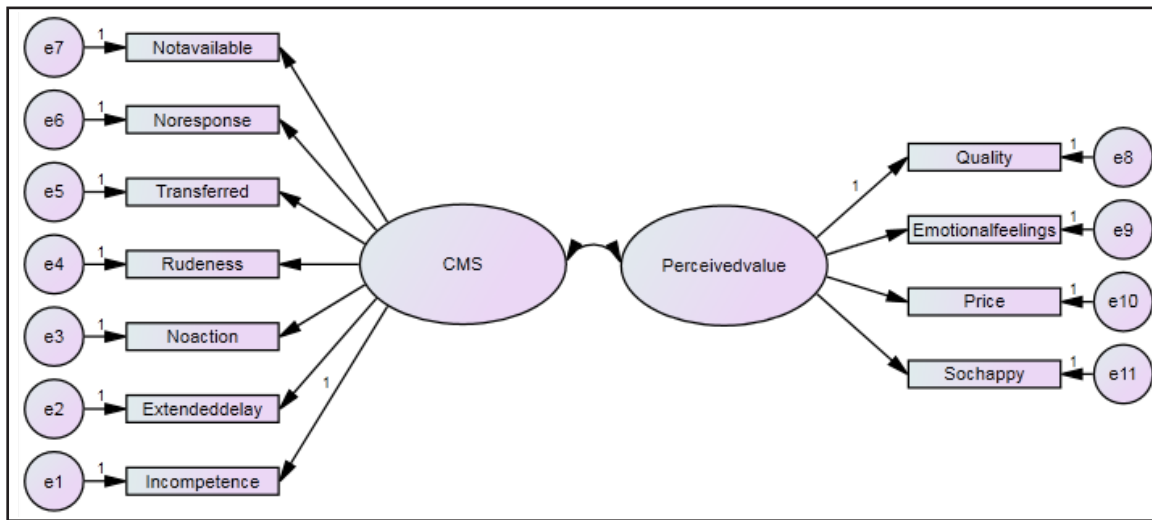 e7
1
Notavailable
e6
1
Noresponse
e5
1
Transferred
e4
1
Rudeness
e3
1
Noaction
e2
1
Extendeddelay
e1
1
Incompetence
1
CMS
Perceivedvalue
1
Quality
1
e8
Emotionalfeelings
1
e9
Price
1
e10
Sochappy
1
e11